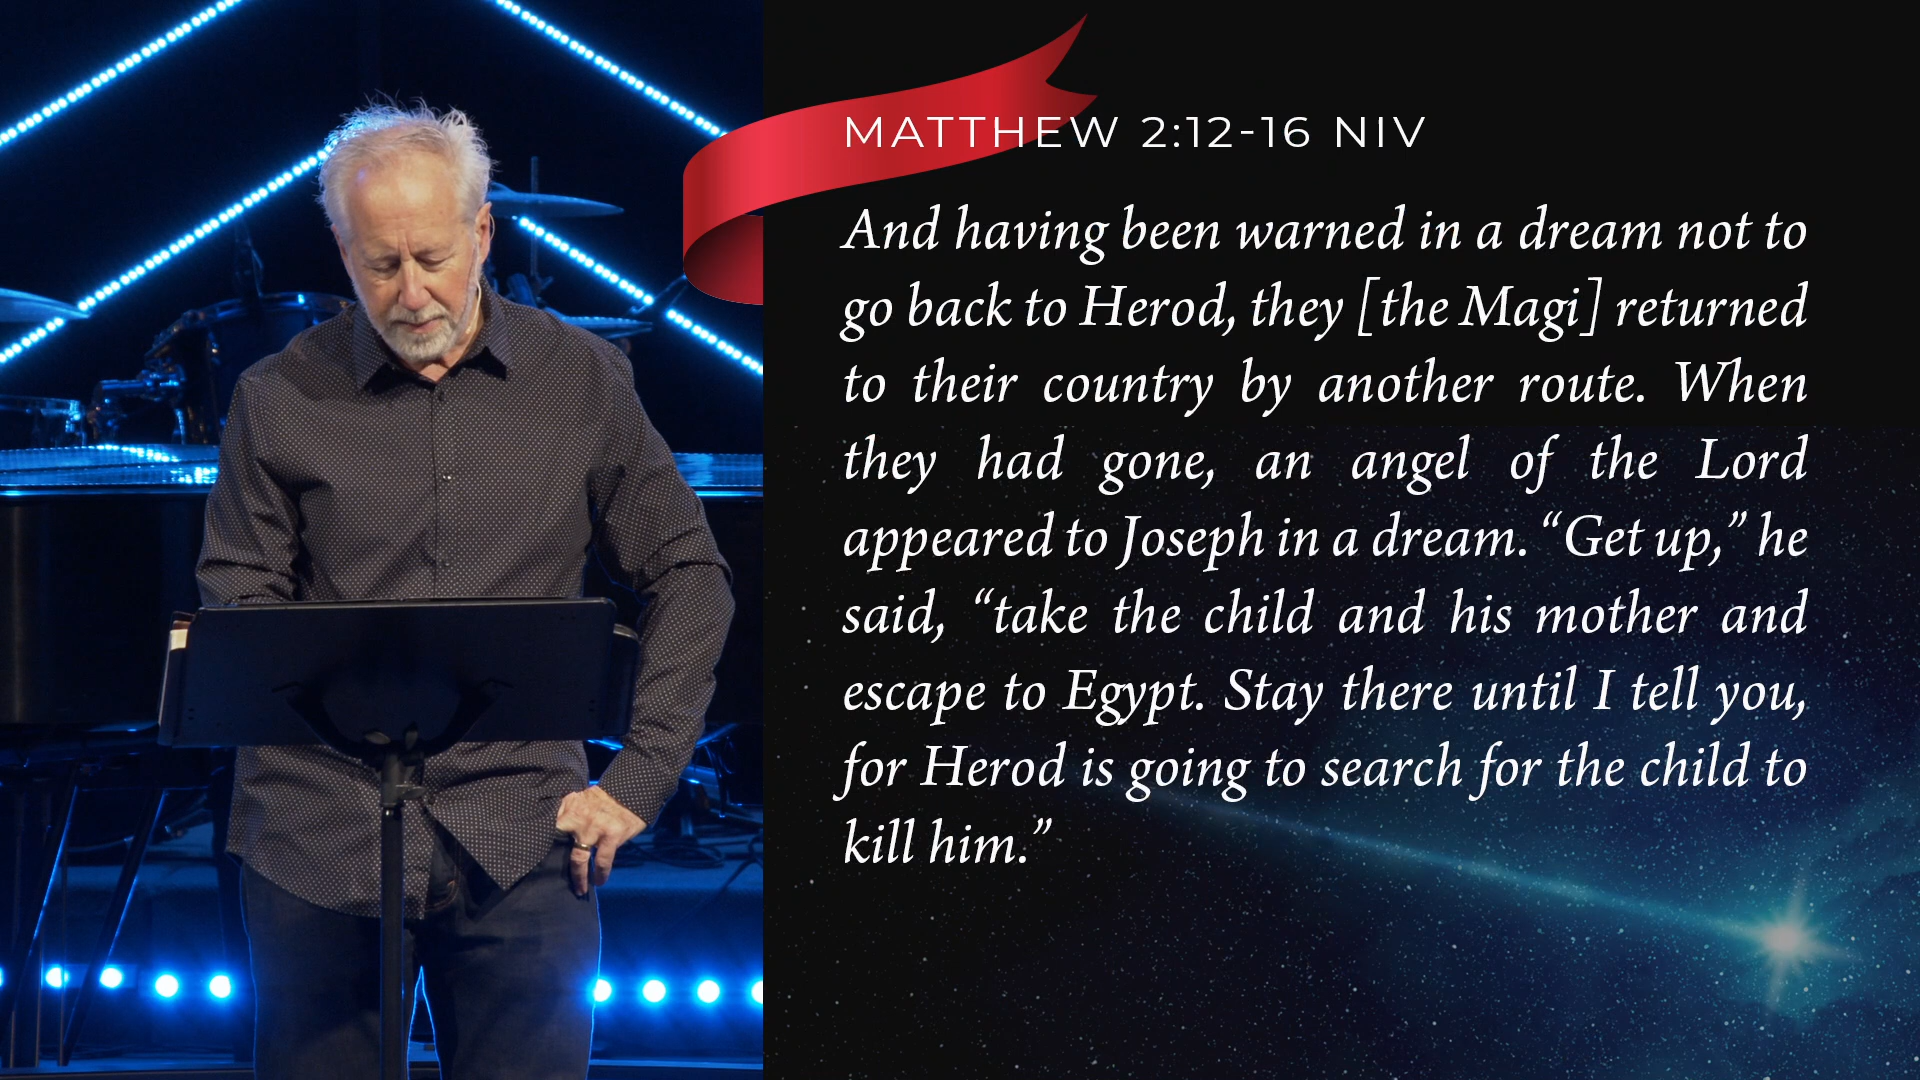 MATTHEW 2:12-16 NIV
And having been warned in a dream not to
go back to Herod, they [the Magi] returned
to their country by another route. When
they had gone, an angel of the Lord
appeared to Joseph in a dream. “Get up,” he
said, “take the child and his mother and
escape to Egypt. Stay there until I tell you,
for Herod is going to search for the child to
kill him.”